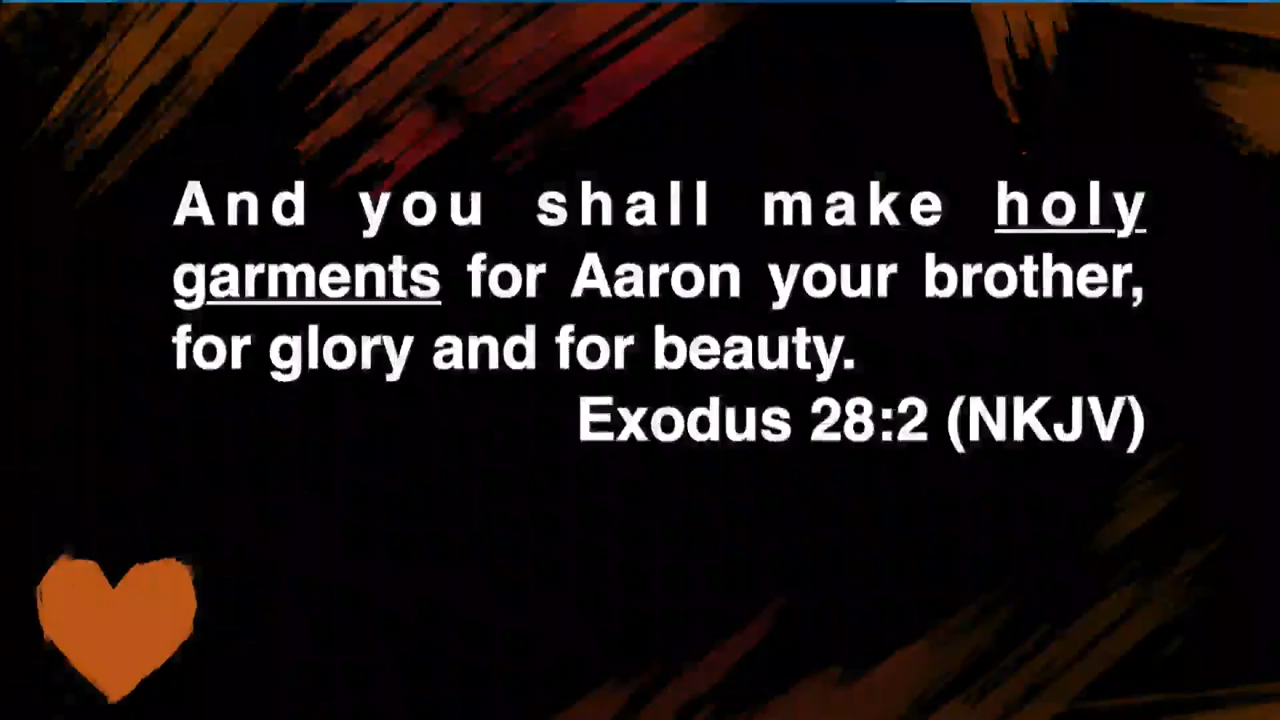 And you shall make holy
garments for Aaron your brother,
for glory and for beauty.
Exodus 28:2 (NKJV)